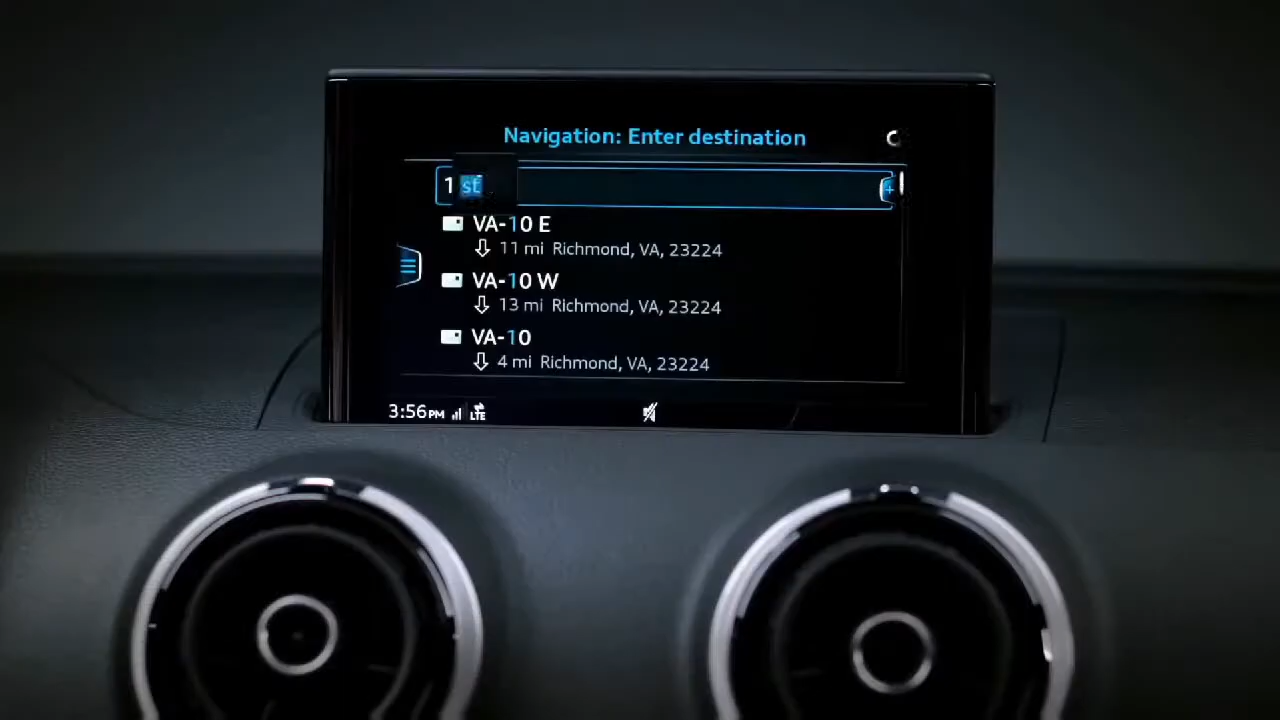 Navigation: Enter destination
1 st
VA-10 E
11 mi Richmond, VA, 23224
VA-10 W
13 mi Richmond, VA, 23224
VA-10
4 mi Richmond, VA, 23224
3:56PM LTE